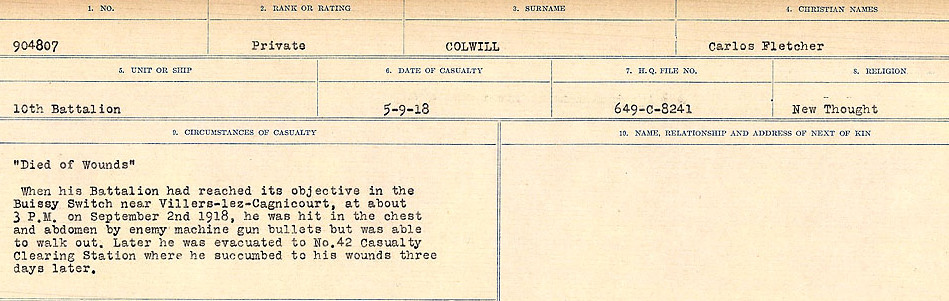 1. NO. 2. RANK OR RATING 3. SURNAME 4. CHRISTIAN NAMES
904807 Private COLWILL Carlos Fletcher
5. UNIT OR SHIP 6. DATE OF CASUALTY 7. H.Q. FILE NO. 8. RELIGION
10th Battalion 5-9-18 649-C-8241 New Thought
9. CIRCUMSTANCES OF CASUALTY 10. NAME, RELATIONSHIP AND ADDRESS OF NEXT OF KIN
"Died of Wounds"
When his Battalion had reached its objective in the
Buissy Switch near Villers-lez-Cagnicourt, at about
3 P.M. on September 2nd 1918, he was hit in the chest
and abdomen by enemy machine gun bullets but was able
to walk out. Later he was evacuated to No.42 Casualty
Clearing Station where he succumbed to his wounds three
days later.